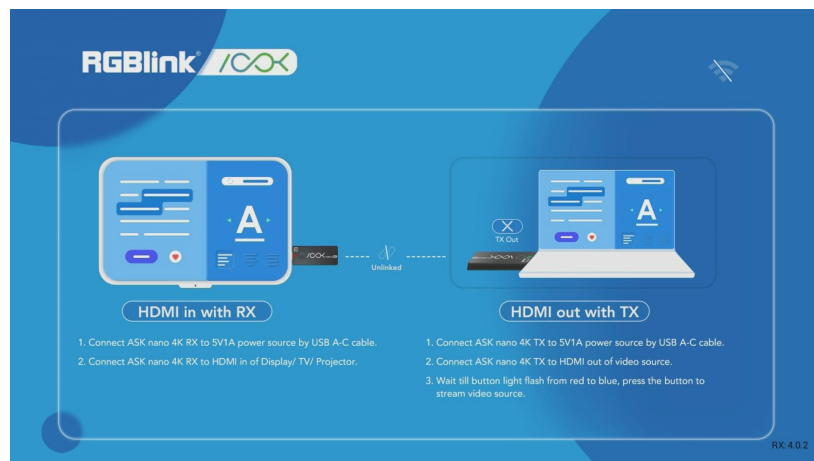 RGBlink® ASK
A
A
X
TX Out
Unlinked
HDMI in with RX
HDMI out with TX
1. Connect ASK nano 4K RX to 5V1A power source by USB A-C cable.
2. Connect ASK nano 4K RX to HDMI in of Display/ TV/ Projector.
1. Connect ASK nano 4K TX to 5V1A power source by USB A-C cable.
2. Connect ASK nano 4K TX to HDMI out of video source.
3. Wait till button light flash from red to blue, press the button to
stream video source.
RX: 4.0.2